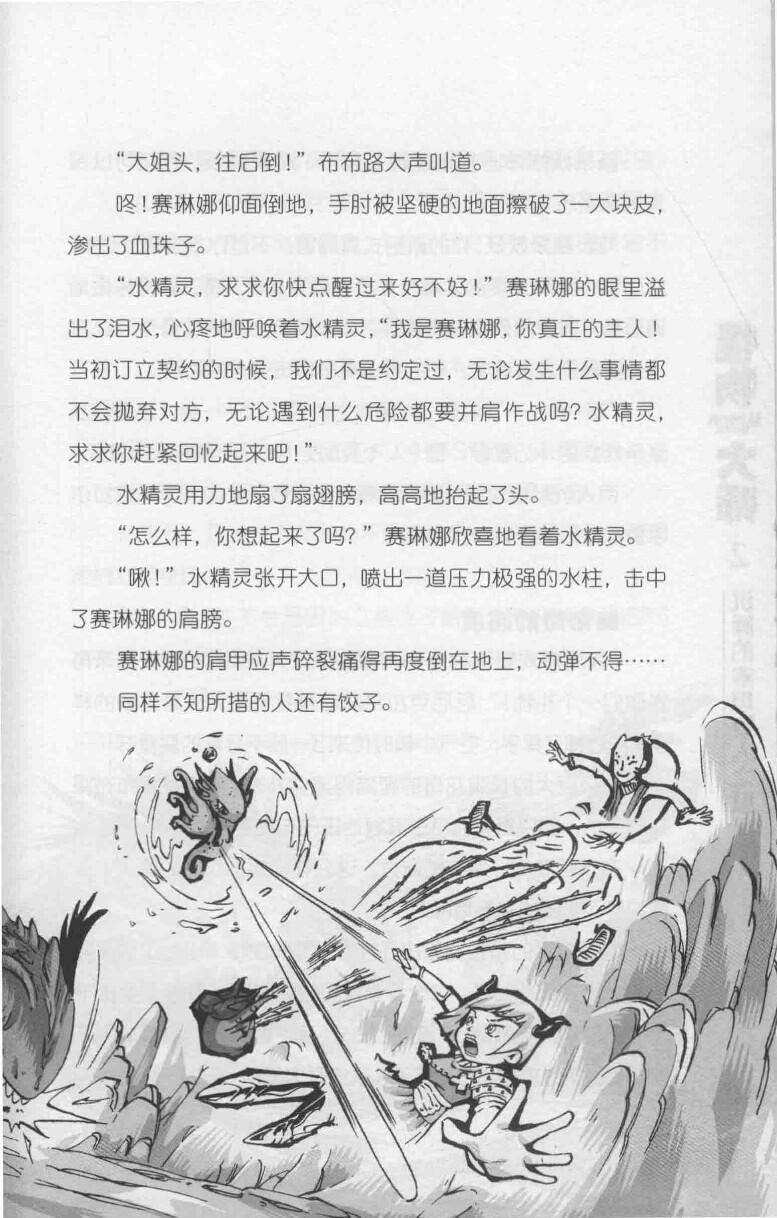 “大姐头，往后倒！”布布路大声叫道。
咚！赛琳娜仰面倒地，手肘被坚硬的地面擦破了一大块皮，
渗出了血珠子。
“水精灵，求求你快点醒过来好不好！”赛琳娜的眼里溢
出了泪水，心疼地呼唤着水精灵，“我是赛琳娜，你真正的主人！
当初订立契约的时候，我们不是约定过，无论发生什么事情都
不会抛弃对方，无论遇到什么危险都要并肩作战吗？水精灵，
求求你赶紧回忆起来吧！”
水精灵用力地扇了扇翅膀，高高地抬起了头。
“怎么样，你想起来了吗？”赛琳娜欣喜地看着水精灵。
“啾！”水精灵张开大口，喷出一道压力极强的水柱，击中
了赛琳娜的肩膀。
赛琳娜的肩甲应声碎裂痛得再度倒在地上，动弹不得……
同样不知所措的人还有饺子。